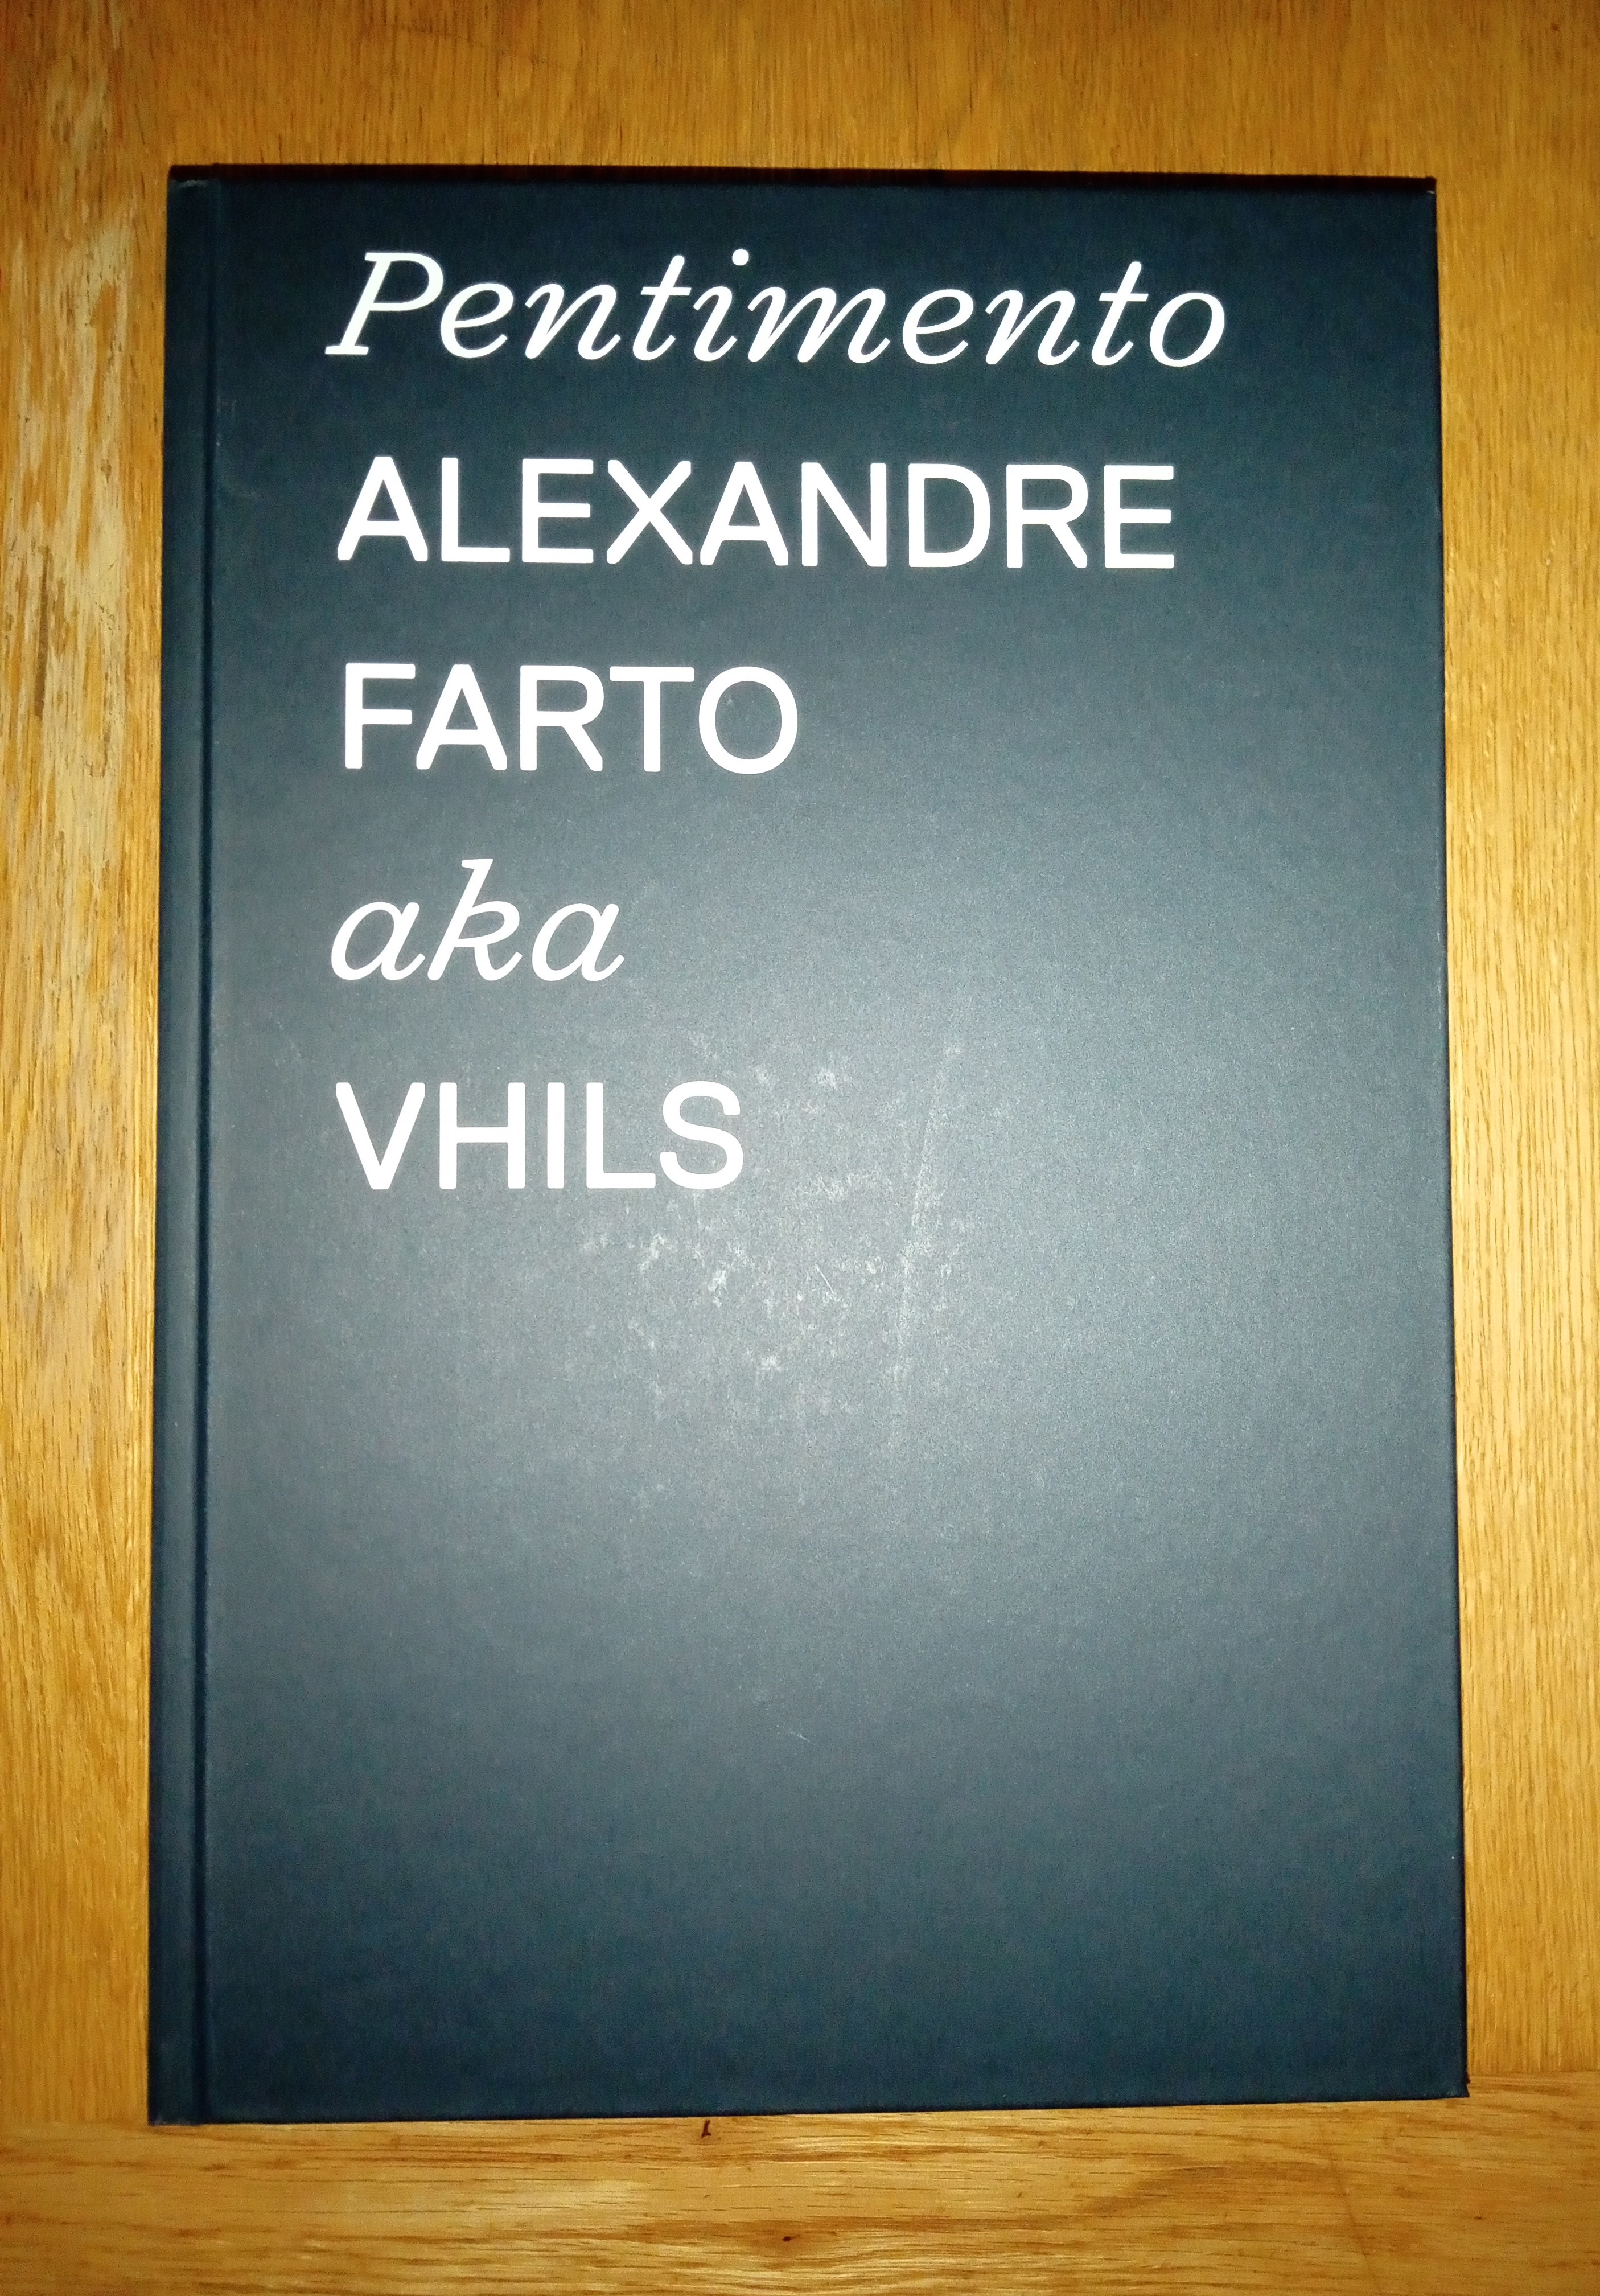 Pentimento
ALEXANDRE
FARTO
aka
VHILS